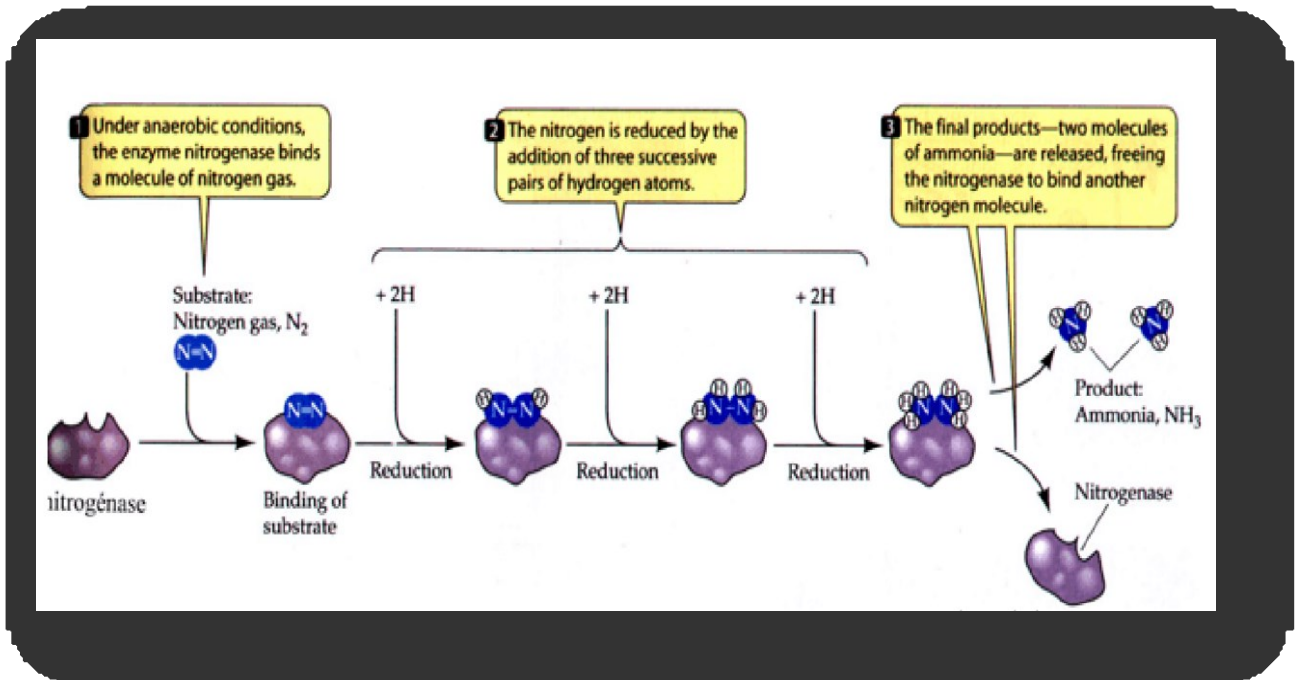 1 Under anaerobic conditions,
the enzyme nitrogenase binds
a molecule of nitrogen gas.
2 The nitrogen is reduced by the
addition of three successive
pairs of hydrogen atoms.
3 The final products—two molecules
of ammonia—are released, freeing
the nitrogenase to bind another
nitrogen molecule.
Substrate:
Nitrogen gas, N₂
N≡N
+ 2H
+ 2H
+ 2H
H N
N H
H
Product:
Ammonia, NH₃
N≡N
H N=N H
H H
H N–N H
H H
H N N H
H H
Reduction
Reduction
Reduction
itrogénase
Binding of
substrate
Nitrogenase